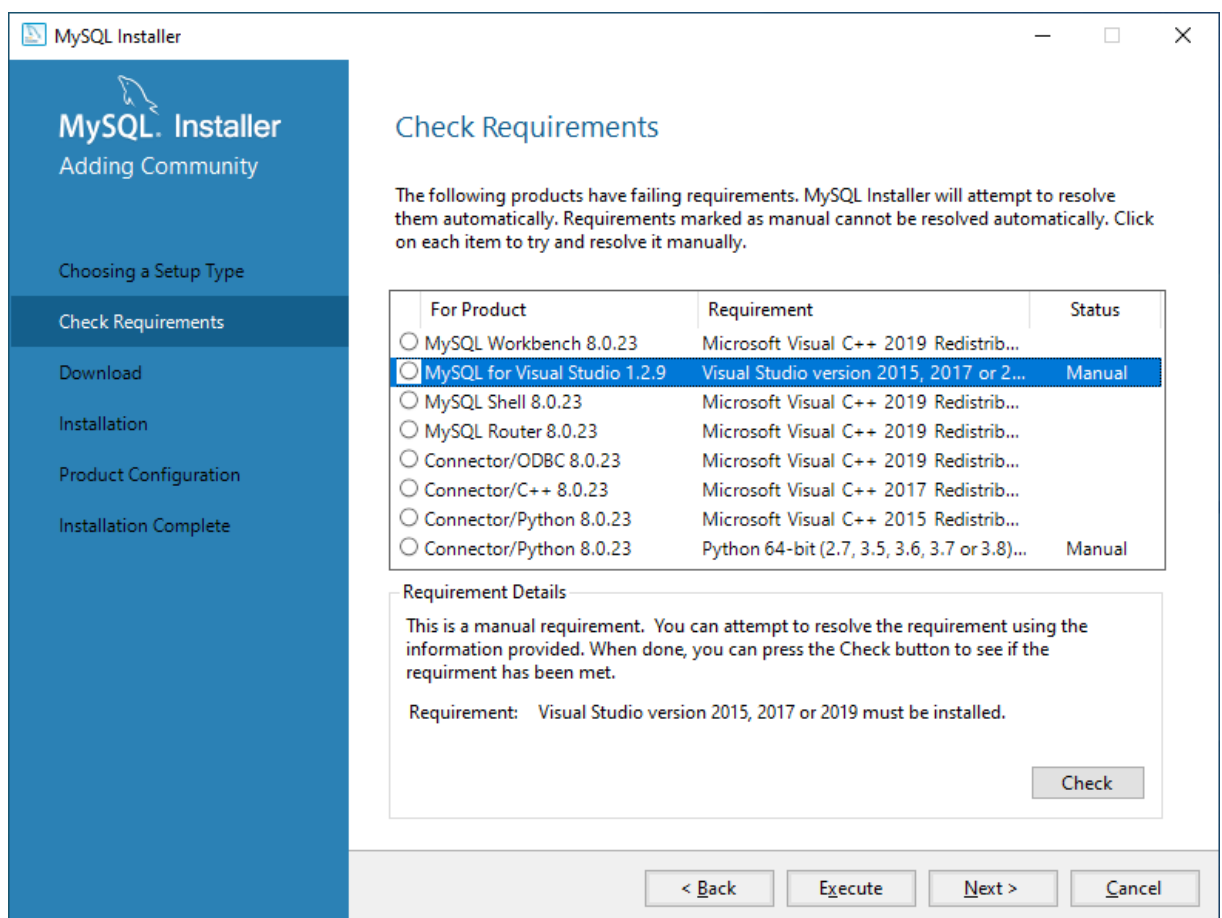 MySQL Installer
MySQL. Installer
Adding Community
Choosing a Setup Type
Check Requirements
Download
Installation
Product Configuration
Installation Complete
Check Requirements
The following products have failing requirements. MySQL Installer will attempt to resolve
them automatically. Requirements marked as manual cannot be resolved automatically. Click
on each item to try and resolve it manually.
For Product Requirement Status
MySQL Workbench 8.0.23 Microsoft Visual C++ 2019 Redistrib...
MySQL for Visual Studio 1.2.9 Visual Studio version 2015, 2017 or 2... Manual
MySQL Shell 8.0.23 Microsoft Visual C++ 2019 Redistrib...
MySQL Router 8.0.23 Microsoft Visual C++ 2019 Redistrib...
Connector/ODBC 8.0.23 Microsoft Visual C++ 2019 Redistrib...
Connector/C++ 8.0.23 Microsoft Visual C++ 2017 Redistrib...
Connector/Python 8.0.23 Microsoft Visual C++ 2015 Redistrib...
Connector/Python 8.0.23 Python 64-bit (2.7, 3.5, 3.6, 3.7 or 3.8)... Manual
Requirement Details
This is a manual requirement. You can attempt to resolve the requirement using the
information provided. When done, you can press the Check button to see if the
requirment has been met.
Requirement: Visual Studio version 2015, 2017 or 2019 must be installed.
Check
< Back Execute Next > Cancel